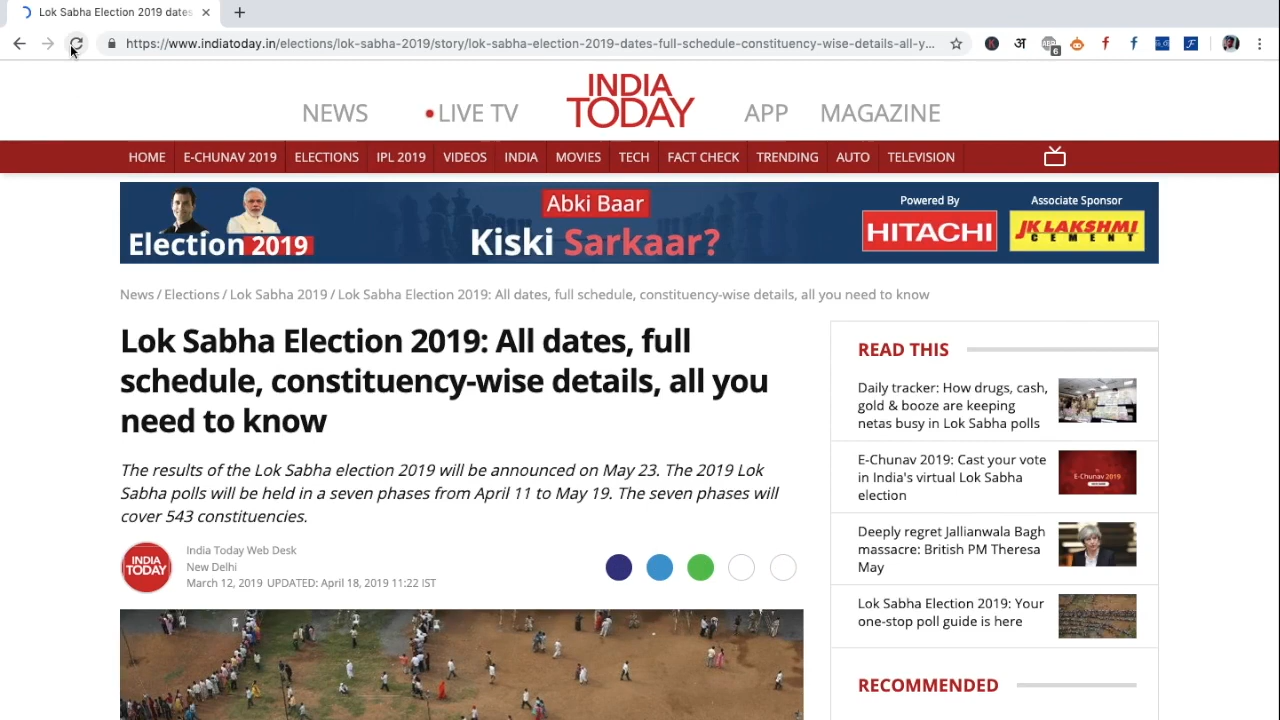 Lok Sabha Election 2019 dates
https://www.indiatoday.in/elections/lok-sabha-2019/story/lok-sabha-election-2019-dates-full-schedule-constituency-wise-details-all-y...
अ
6
INDIA
TODAY
NEWS
LIVE TV
APP
MAGAZINE
HOME
E-CHUNAV 2019
ELECTIONS
IPL 2019
VIDEOS
INDIA
MOVIES
TECH
FACT CHECK
TRENDING
AUTO
TELEVISION
Election 2019
Abki Baar
Kiski Sarkaar?
Powered By
HITACHI
Associate Sponsor
JK LAKSHMI
CEMENT
News / Elections / Lok Sabha 2019 / Lok Sabha Election 2019: All dates, full schedule, constituency-wise details, all you need to know
Lok Sabha Election 2019: All dates, full
schedule, constituency-wise details, all you
need to know
The results of the Lok Sabha election 2019 will be announced on May 23. The 2019 Lok
Sabha polls will be held in a seven phases from April 11 to May 19. The seven phases will
cover 543 constituencies.
INDIA
TODAY
India Today Web Desk
New Delhi
March 12, 2019 UPDATED: April 18, 2019 11:22 IST
READ THIS
Daily tracker: How drugs, cash,
gold & booze are keeping
netas busy in Lok Sabha polls
E-Chunav 2019: Cast your vote
in India's virtual Lok Sabha
election
E-Chunav 2019
Deeply regret Jallianwala Bagh
massacre: British PM Theresa
May
Lok Sabha Election 2019: Your
one-stop poll guide is here
RECOMMENDED